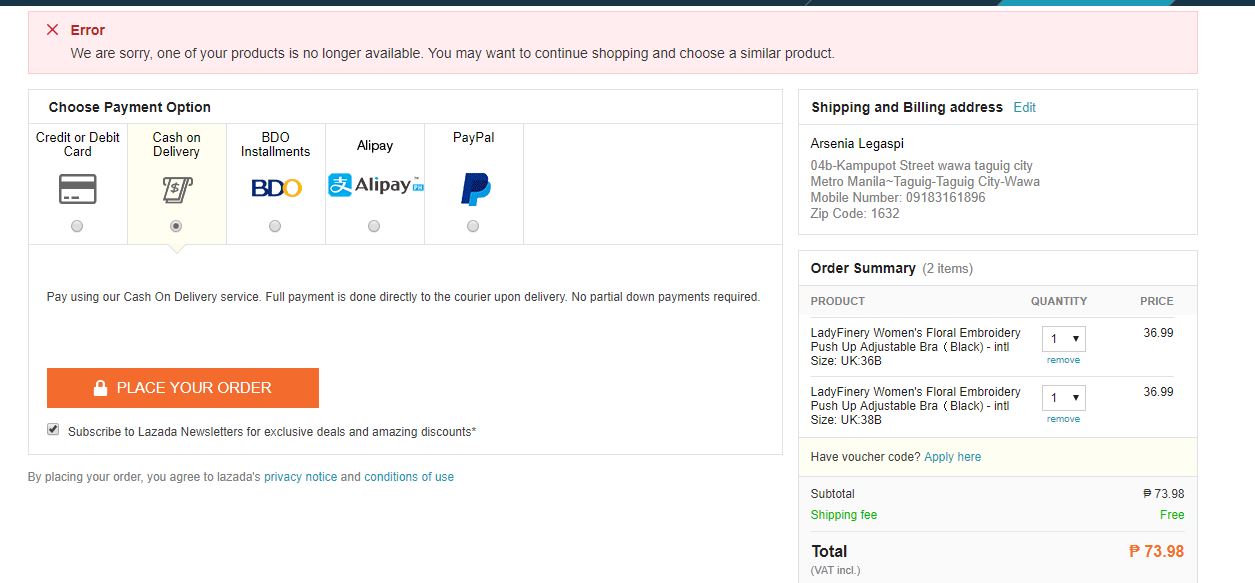 Error
We are sorry, one of your products is no longer available. You may want to continue shopping and choose a similar product.
Choose Payment Option
Credit or Debit
Card
Cash on
Delivery
BDO
Installments
Alipay
PayPal
BDO
支 Alipay™ PH
By placing your order, you agree to lazada's privacy notice and conditions of use
Pay using our Cash On Delivery service. Full payment is done directly to the courier upon delivery. No partial down payments required.
PLACE YOUR ORDER
Subscribe to Lazada Newsletters for exclusive deals and amazing discounts*
Shipping and Billing address Edit
Arsenia Legaspi
04b-Kampupot Street wawa taguig city
Metro Manila~Taguig-Taguig City-Wawa
Mobile Number: 09183161896
Zip Code: 1632
Order Summary (2 items)
PRODUCT QUANTITY PRICE
LadyFinery Women's Floral Embroidery 1 36.99
Push Up Adjustable Bra（Black) - intl
Size: UK:36B remove
LadyFinery Women's Floral Embroidery 1 36.99
Push Up Adjustable Bra（Black) - intl
Size: UK:38B remove
Have voucher code? Apply here
Subtotal ₱ 73.98
Shipping fee Free
Total ₱ 73.98
(VAT incl.)